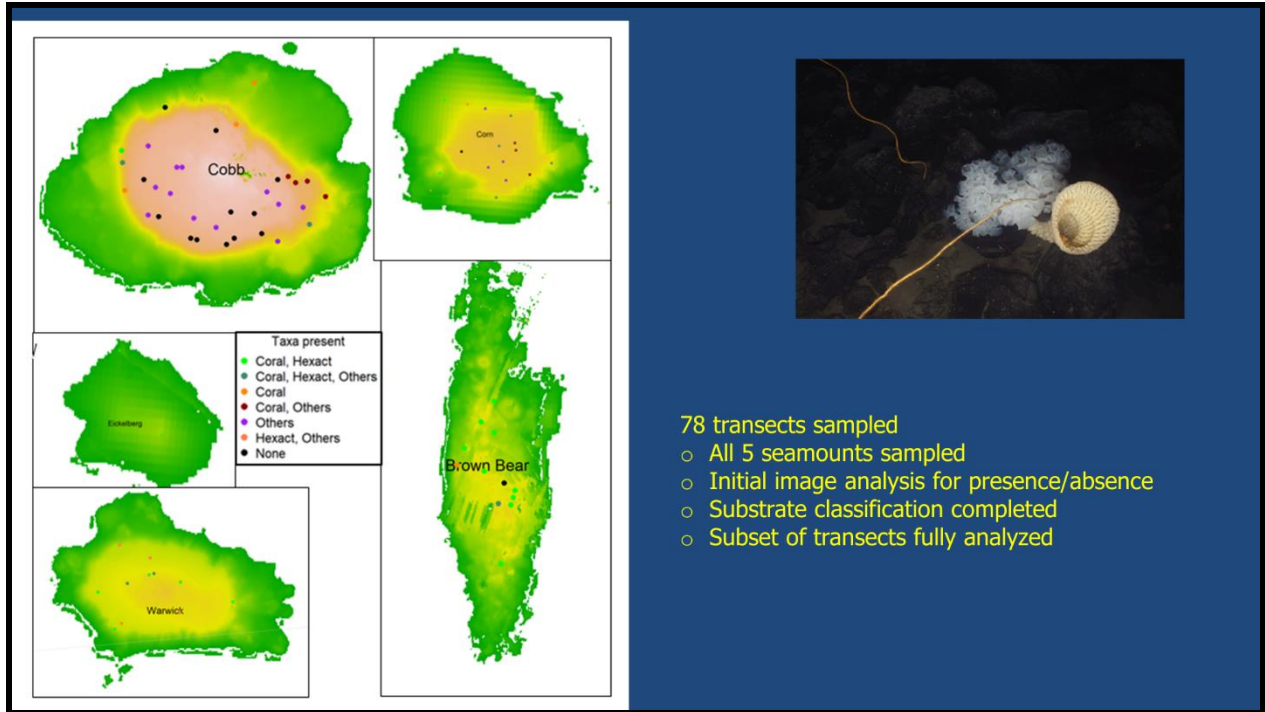 Cobb
Corn
Eickelberg
Taxa present
Coral, Hexact
Coral, Hexact, Others
Coral
Coral, Others
Others
Hexact, Others
None
Brown Bear
Warwick
78 transects sampled
o All 5 seamounts sampled
o Initial image analysis for presence/absence
o Substrate classification completed
o Subset of transects fully analyzed